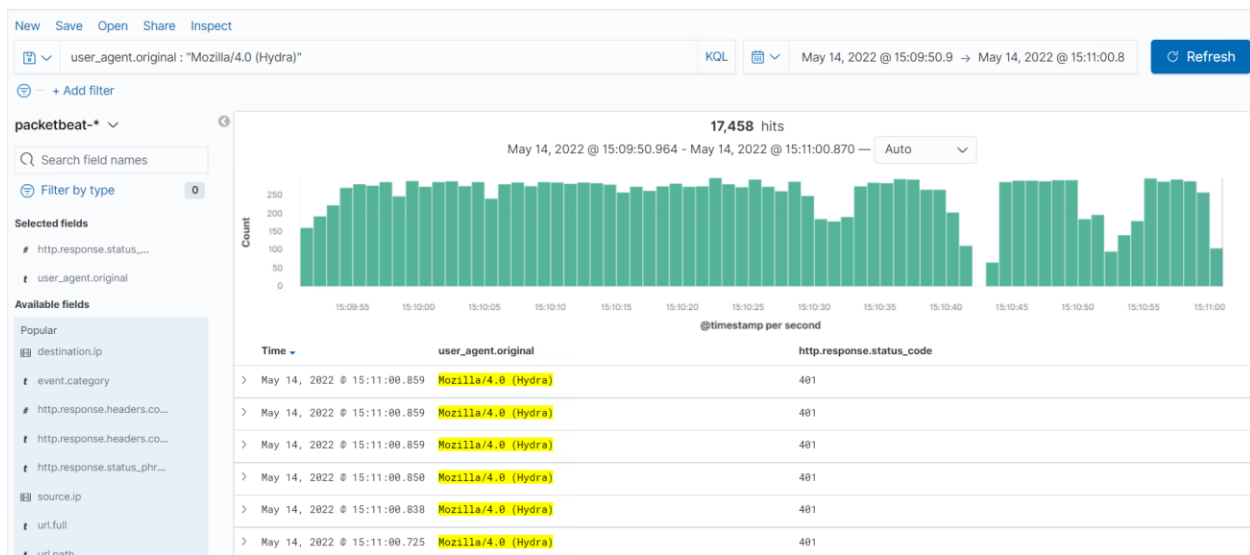 New Save Open Share Inspect
user_agent.original : "Mozilla/4.0 (Hydra)" KQL May 14, 2022 @ 15:09:50.9 → May 14, 2022 @ 15:11:00.8 Refresh
+ Add filter
packetbeat-*
17,458 hits
Search field names
May 14, 2022 @ 15:09:50.964 - May 14, 2022 @ 15:11:00.870 — Auto
Filter by type 0
Selected fields
# http.response.status_...
t user_agent.original
Available fields
Popular
destination.ip
t event.category
# http.response.headers.co...
t http.response.headers.co...
t http.response.status_phr...
source.ip
t url.full
t url.path
Count
250
200
150
100
50
0
15:09:55 15:10:00 15:10:05 15:10:10 15:10:15 15:10:20 15:10:25 15:10:30 15:10:35 15:10:40 15:10:45 15:10:50 15:10:55 15:11:00
@timestamp per second
Time user_agent.original http.response.status_code
> May 14, 2022 @ 15:11:00.859 Mozilla/4.0 (Hydra) 401
> May 14, 2022 @ 15:11:00.859 Mozilla/4.0 (Hydra) 401
> May 14, 2022 @ 15:11:00.859 Mozilla/4.0 (Hydra) 401
> May 14, 2022 @ 15:11:00.850 Mozilla/4.0 (Hydra) 401
> May 14, 2022 @ 15:11:00.838 Mozilla/4.0 (Hydra) 401
> May 14, 2022 @ 15:11:00.725 Mozilla/4.0 (Hydra) 401